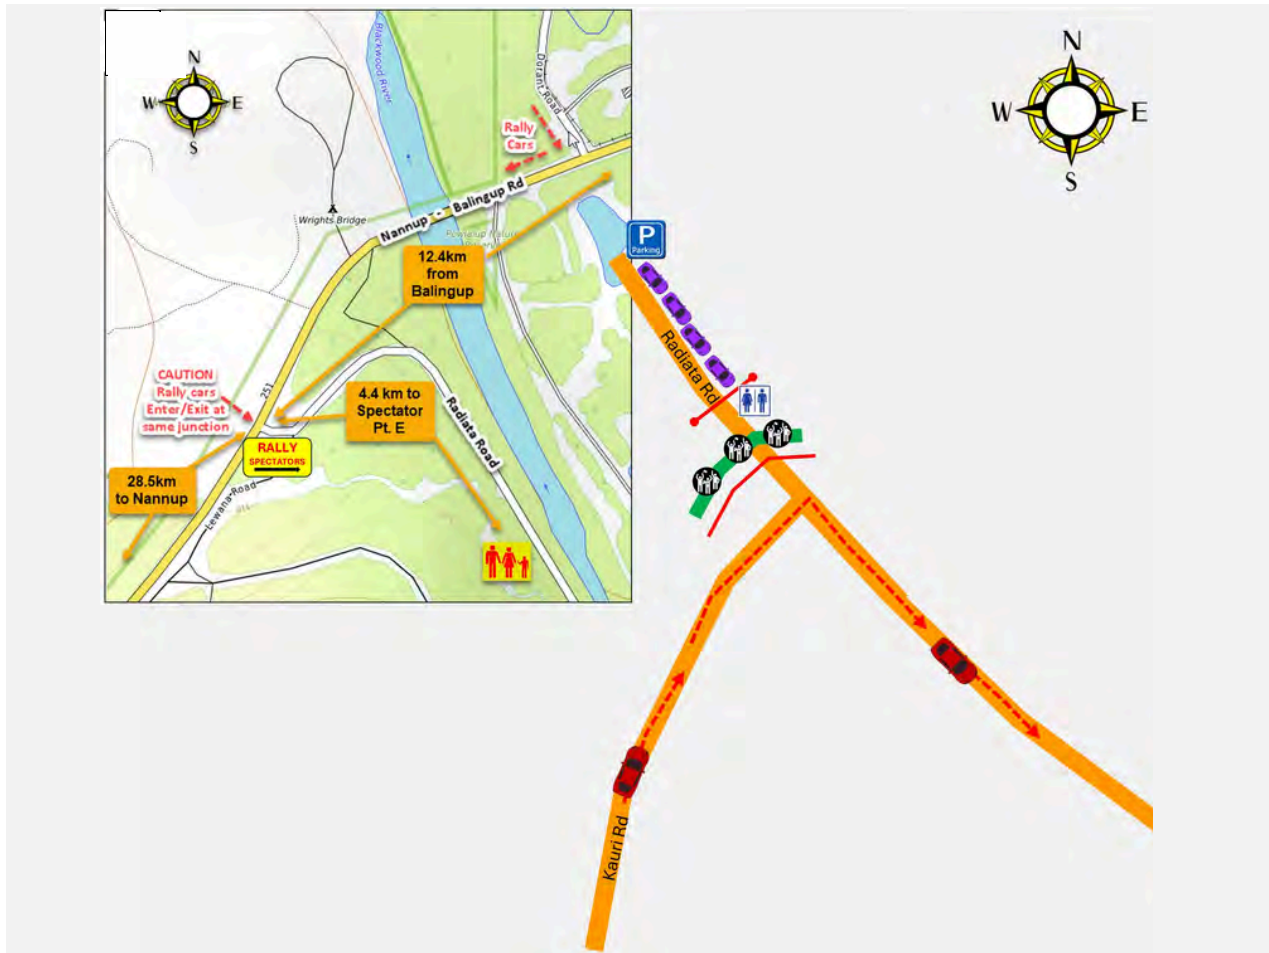 N
W E
S
Blackwood River
Dorant Road
Rally
Cars
Nannup - Balingup Rd
Wrights Bridge
12.4km
from
Balingup
CAUTION
Rally cars
Enter/Exit at
same junction
251
4.4 km to
Spectator
Pt. E
Radiata Road
RALLY
SPECTATORS
28.5km
to Nannup
Lewana Road
N
W E
S
P
Parking
Radiata Rd
Kauri Rd